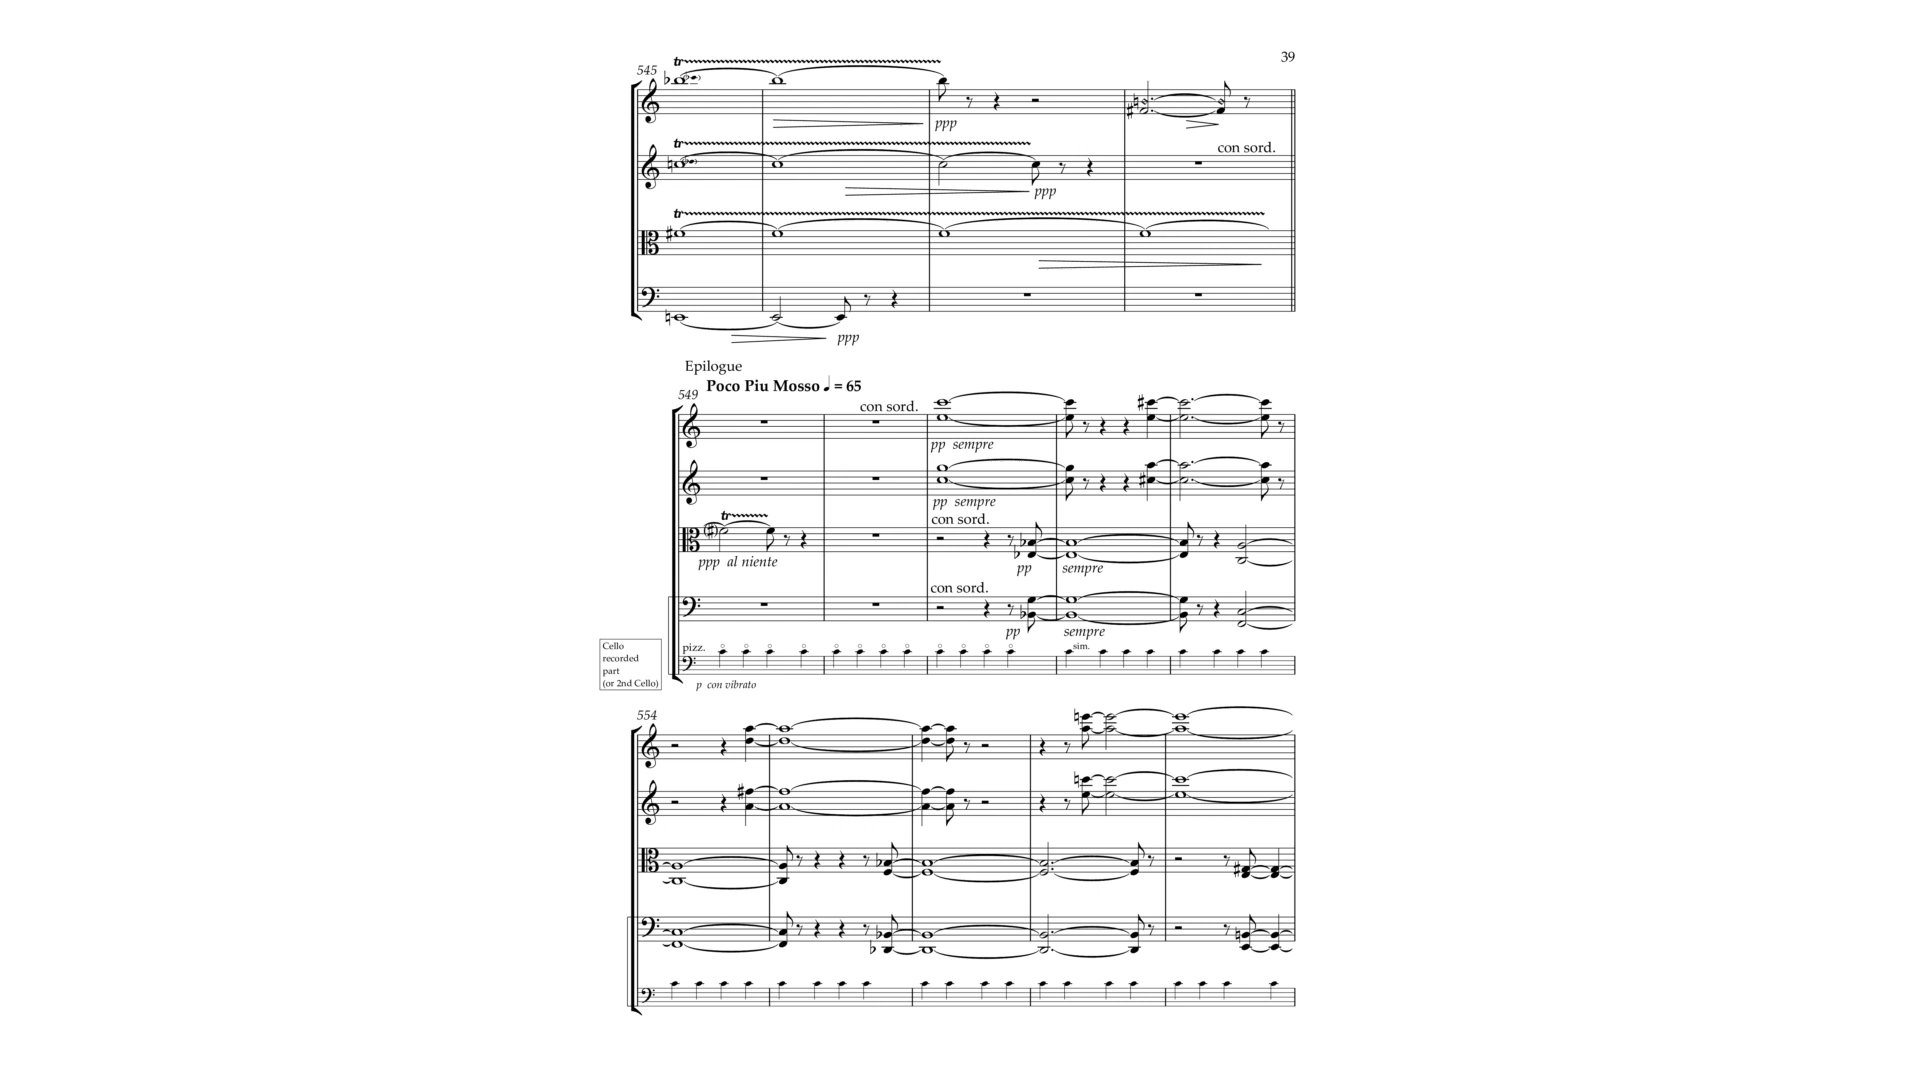 39
545
tr
ppp
con sord.
tr
ppp
tr
ppp
Epilogue
Poco Piu Mosso ♩ = 65
549
con sord.
pp sempre
pp sempre
tr
con sord.
ppp al niente
pp sempre
con sord.
pp sempre
Cello
recorded
part
(or 2nd Cello)
pizz.
sim.
p con vibrato
554